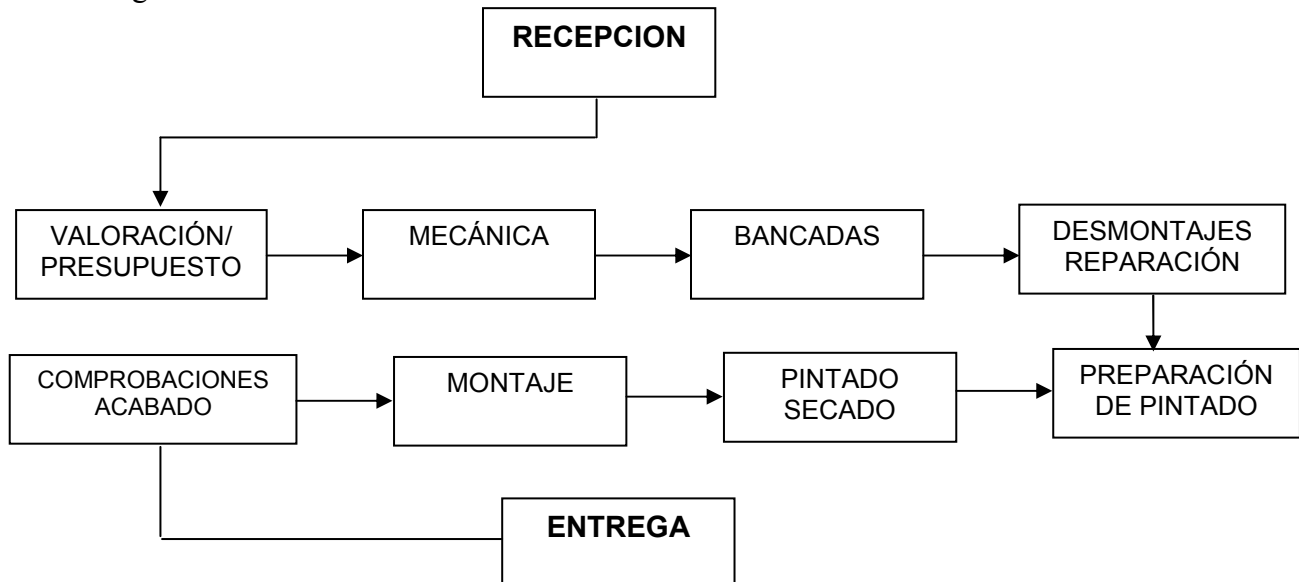 RECEPCION
VALORACIÓN/
PRESUPUESTO
MECÁNICA
BANCADAS
DESMONTAJES
REPARACIÓN
COMPROBACIONES
ACABADO
MONTAJE
PINTADO
SECADO
PREPARACIÓN
DE PINTADO
ENTREGA